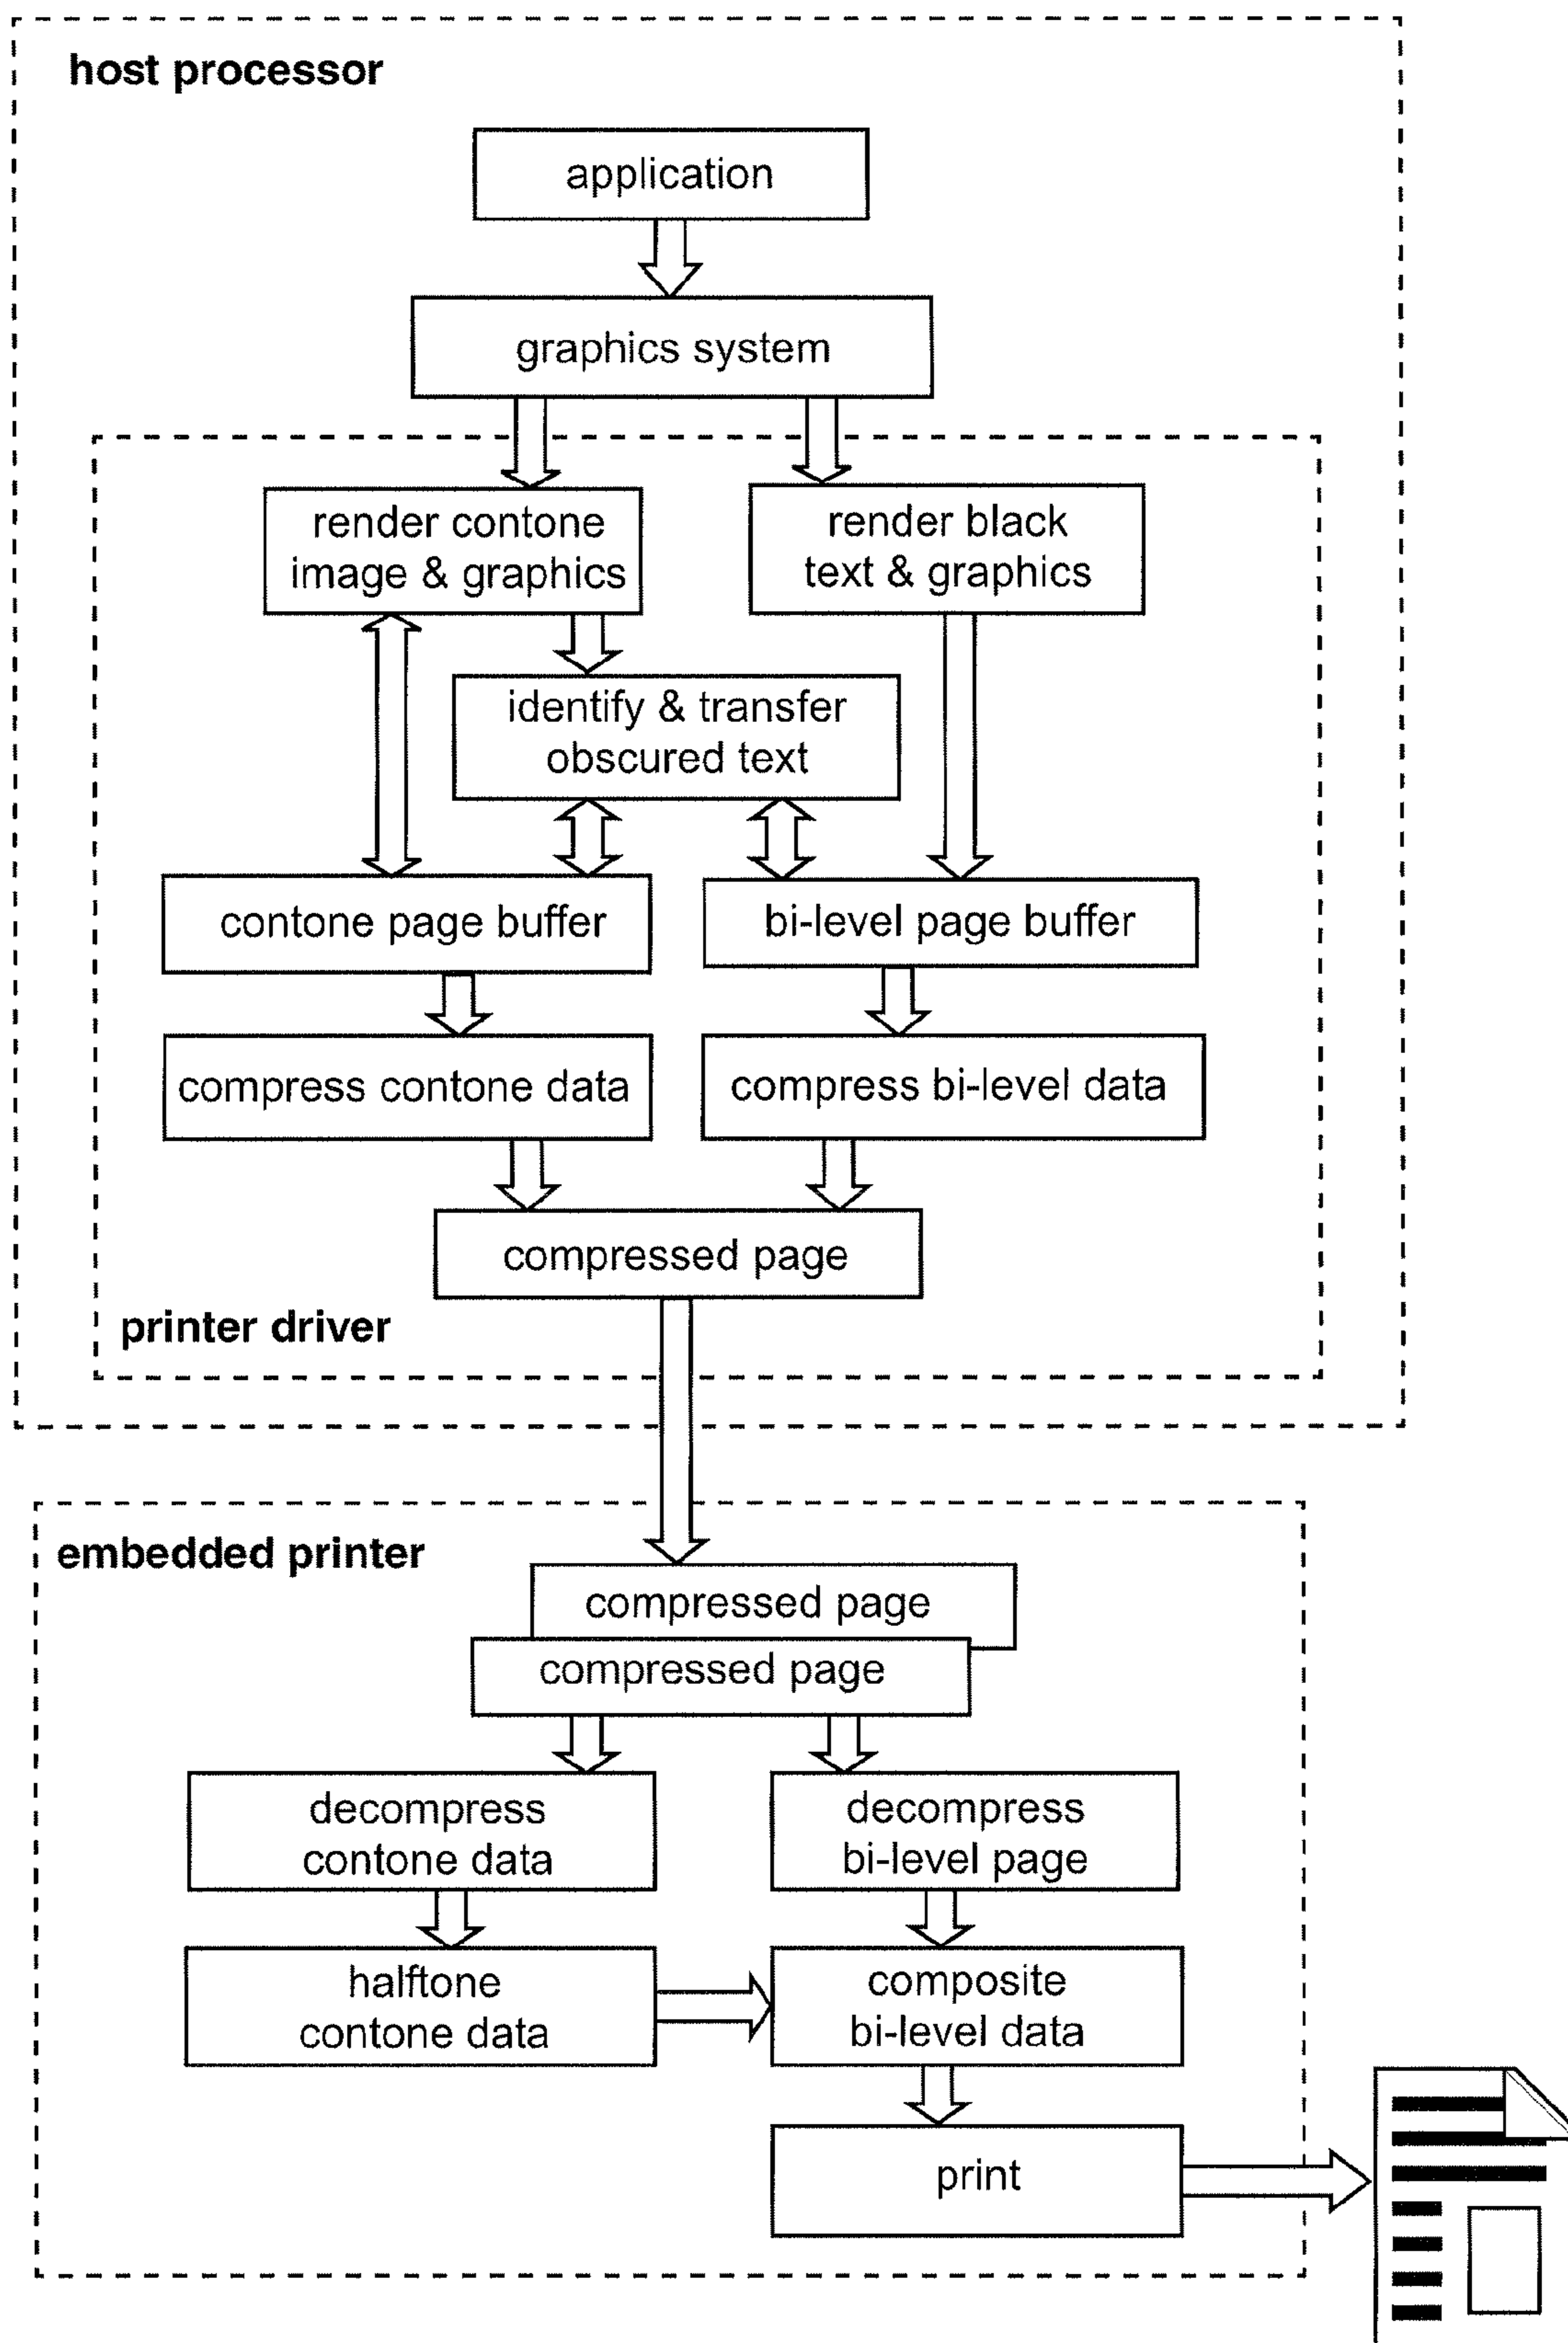 host processor
application
graphics system
render contone
image & graphics
render black
text & graphics
identify & transfer
obscured text
contone page buffer
bi-level page buffer
compress contone data
compress bi-level data
compressed page
printer driver
embedded printer
compressed page
compressed page
decompress
contone data
decompress
bi-level page
halftone
contone data
composite
bi-level data
print